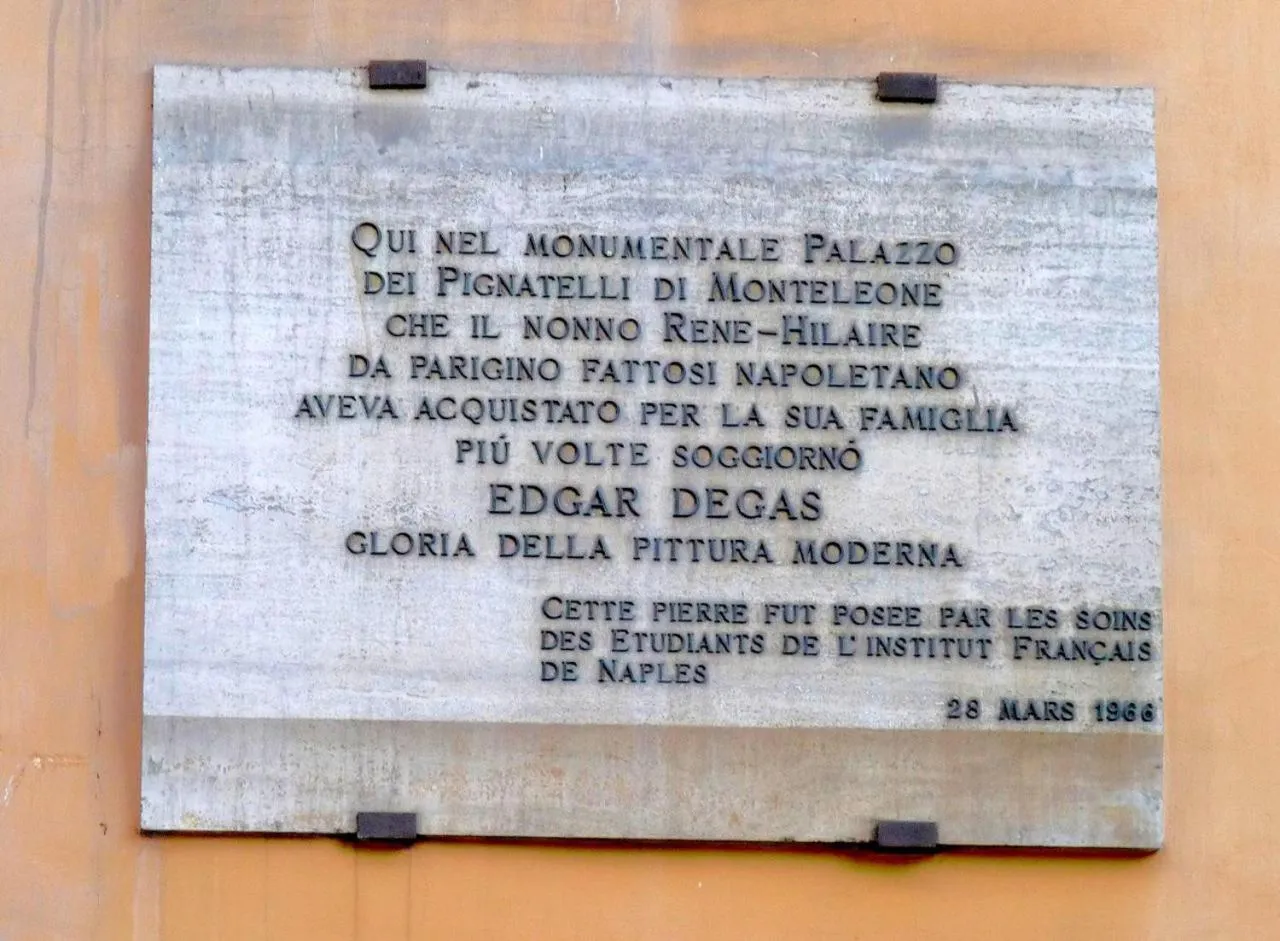 Qui nel monumentale Palazzo
dei Pignatelli di Monteleone
che il nonno Rene-Hilaire
da parigino fattosi napoletano
aveva acquistato per la sua famiglia
piú volte soggiornó
EDGAR DEGAS
gloria della pittura moderna
Cette pierre fut posee par les soins
des Etudiants de l'institut Français
de Naples
28 mars 1966